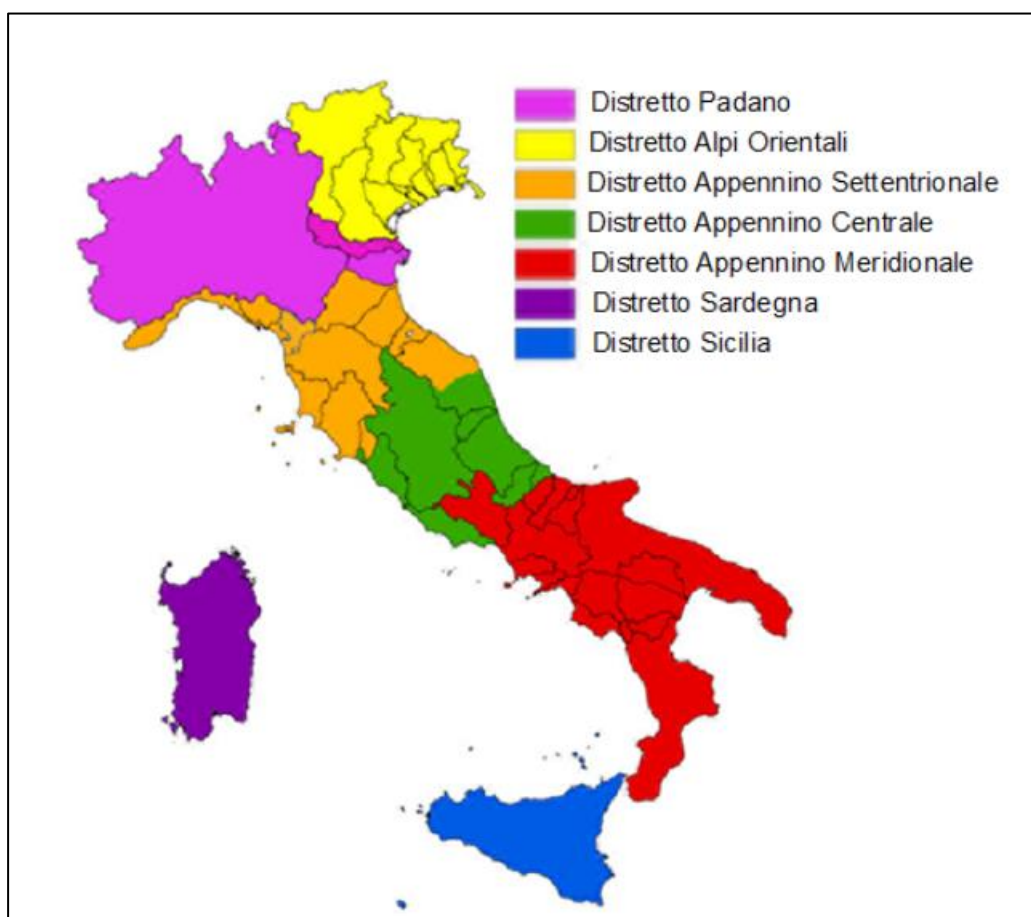 Distretto Padano
Distretto Alpi Orientali
Distretto Appennino Settentrionale
Distretto Appennino Centrale
Distretto Appennino Meridionale
Distretto Sardegna
Distretto Sicilia